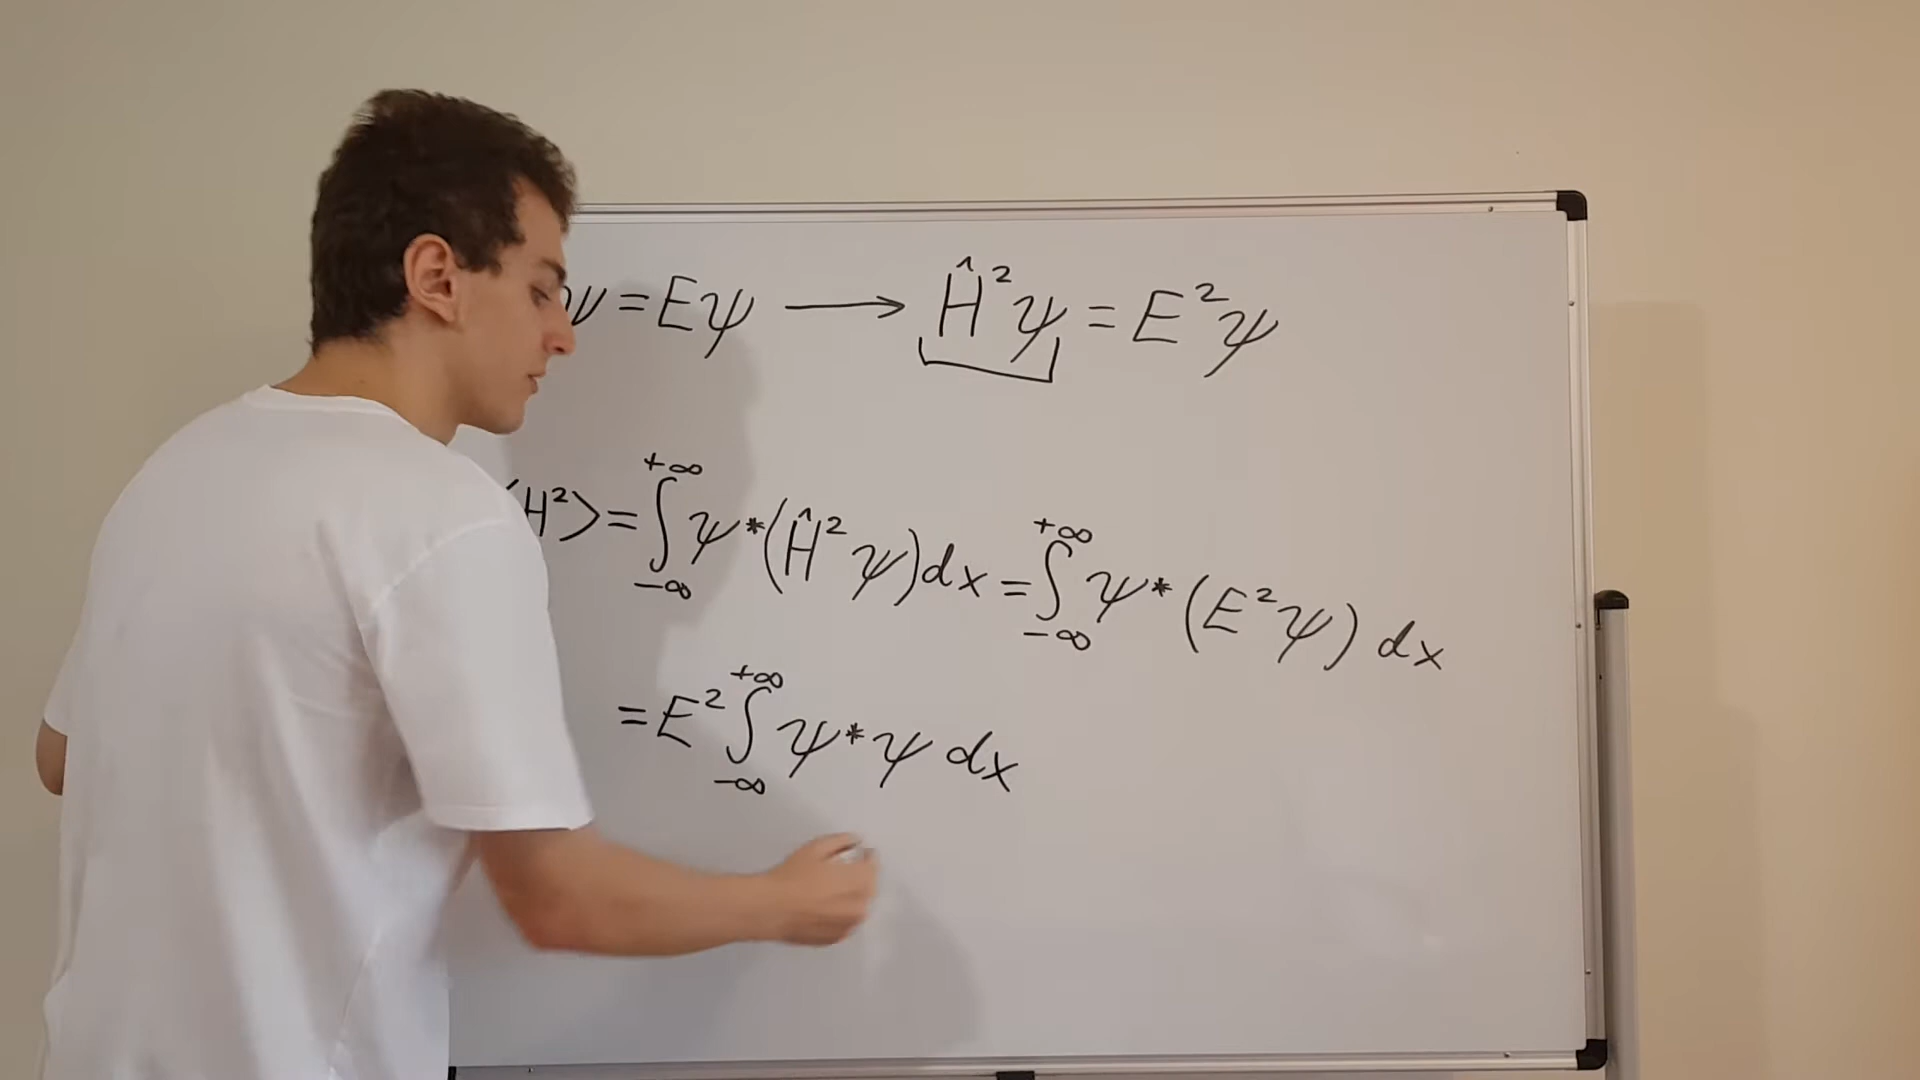 ψ = Eψ ⟶ Ĥ²ψ = E²ψ
⟨H²⟩ = ∫_{-∞}^{+∞} ψ*(Ĥ²ψ)dx = ∫_{-∞}^{+∞} ψ*(E²ψ) dx
= E² ∫_{-∞}^{+∞} ψ*ψ dx